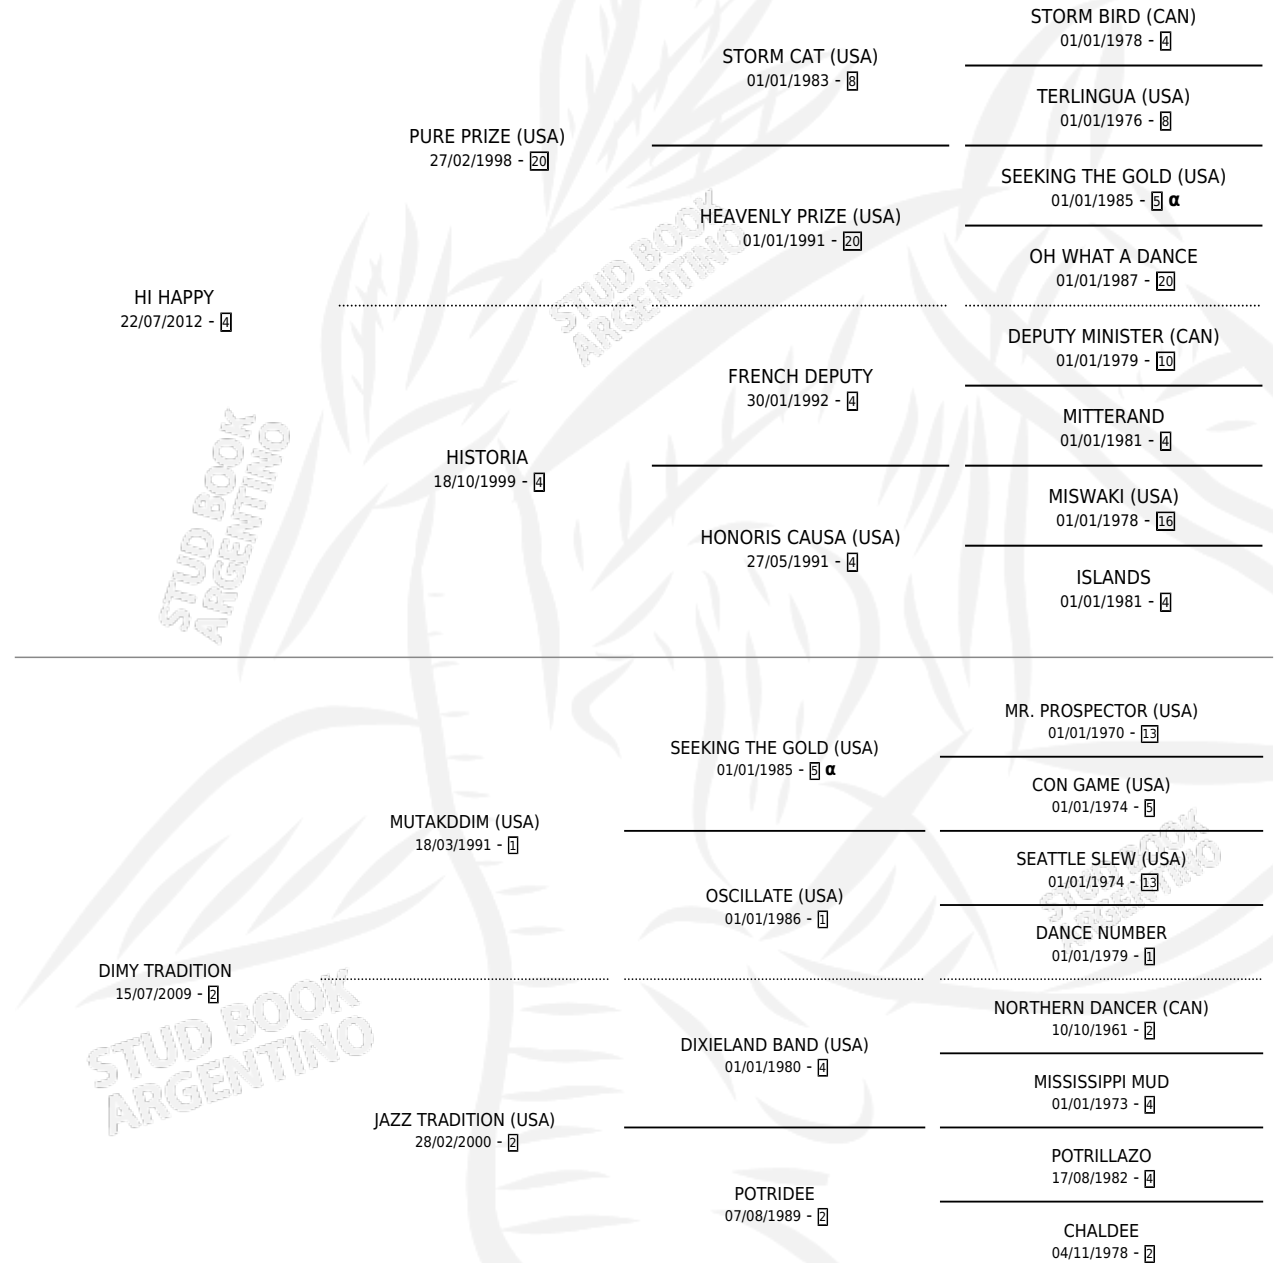 STORM BIRD (CAN)
01/01/1978 - 4
STORM CAT (USA)
01/01/1983 - 8
TERLINGUA (USA)
01/01/1976 - 8
PURE PRIZE (USA)
27/02/1998 - 20
SEEKING THE GOLD (USA)
01/01/1985 - 5 α
HEAVENLY PRIZE (USA)
01/01/1991 - 20
OH WHAT A DANCE
01/01/1987 - 20
HI HAPPY
22/07/2012 - 4
DEPUTY MINISTER (CAN)
01/01/1979 - 10
FRENCH DEPUTY
30/01/1992 - 4
MITTERAND
01/01/1981 - 4
HISTORIA
18/10/1999 - 4
MISWAKI (USA)
01/01/1978 - 16
HONORIS CAUSA (USA)
27/05/1991 - 4
ISLANDS
01/01/1981 - 4
MR. PROSPECTOR (USA)
01/01/1970 - 13
SEEKING THE GOLD (USA)
01/01/1985 - 5 α
CON GAME (USA)
01/01/1974 - 5
MUTAKDDIM (USA)
18/03/1991 - 1
SEATTLE SLEW (USA)
01/01/1974 - 13
OSCILLATE (USA)
01/01/1986 - 1
DANCE NUMBER
01/01/1979 - 1
DIMY TRADITION
15/07/2009 - 2
NORTHERN DANCER (CAN)
10/10/1961 - 2
DIXIELAND BAND (USA)
01/01/1980 - 4
MISSISSIPPI MUD
01/01/1973 - 4
JAZZ TRADITION (USA)
28/02/2000 - 2
POTRILLAZO
17/08/1982 - 4
POTRIDEE
07/08/1989 - 2
CHALDEE
04/11/1978 - 2
STUD BOOK
ARGENTINO
STUD BOOK
ARGENTINO
STUD BOOK
ARGENTINO
STUD BOOK
ARGENTINO